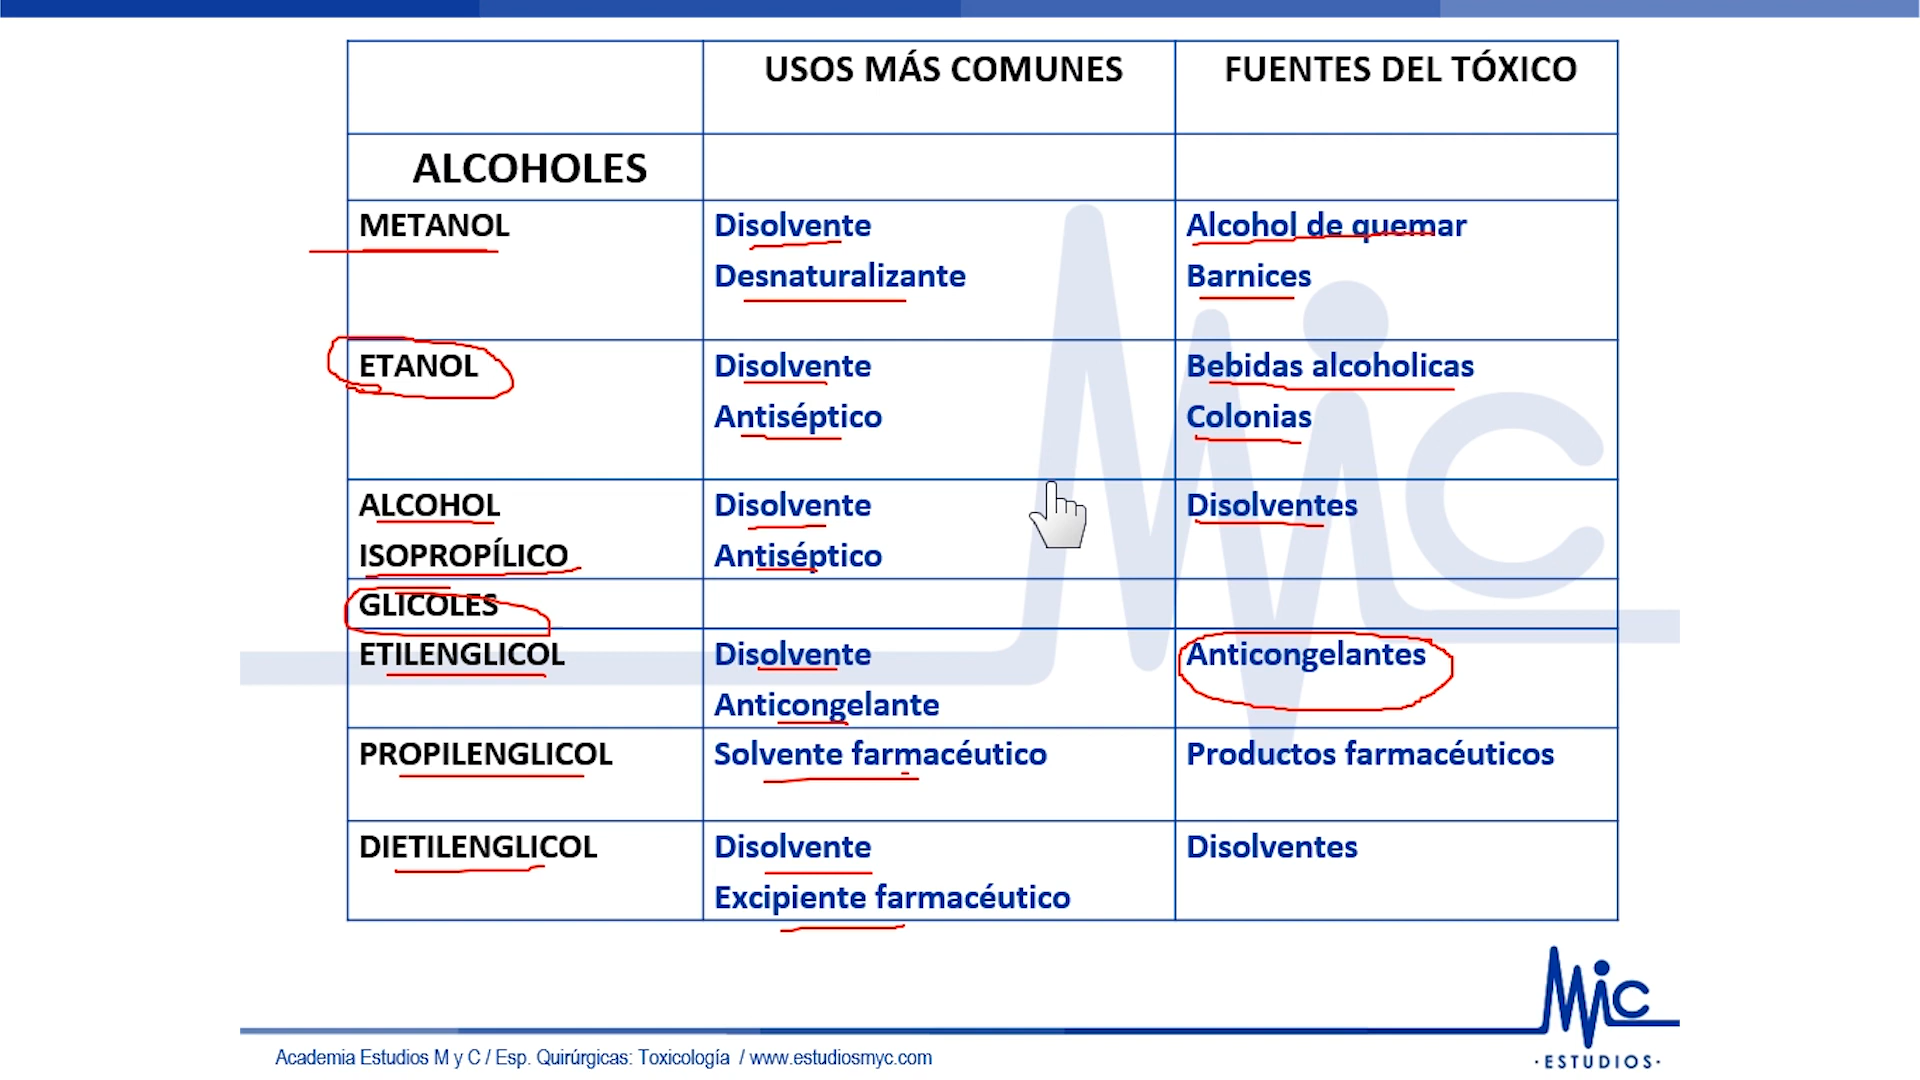 USOS MÁS COMUNES FUENTES DEL TÓXICO
ALCOHOLES
METANOL Disolvente Alcohol de quemar
Desnaturalizante Barnices
ETANOL Disolvente Bebidas alcoholicas
Antiséptico Colonias
ALCOHOL Disolvente Disolventes
ISOPROPÍLICO Antiséptico
GLICOLES
ETILENGLICOL Disolvente Anticongelantes
Anticongelante
PROPILENGLICOL Solvente farmacéutico Productos farmacéuticos
DIETILENGLICOL Disolvente Disolventes
Excipiente farmacéutico
MiC
Academia Estudios M y C / Esp. Quirúrgicas: Toxicología / www.estudiosmyc.com
MiC
·ESTUDIOS·